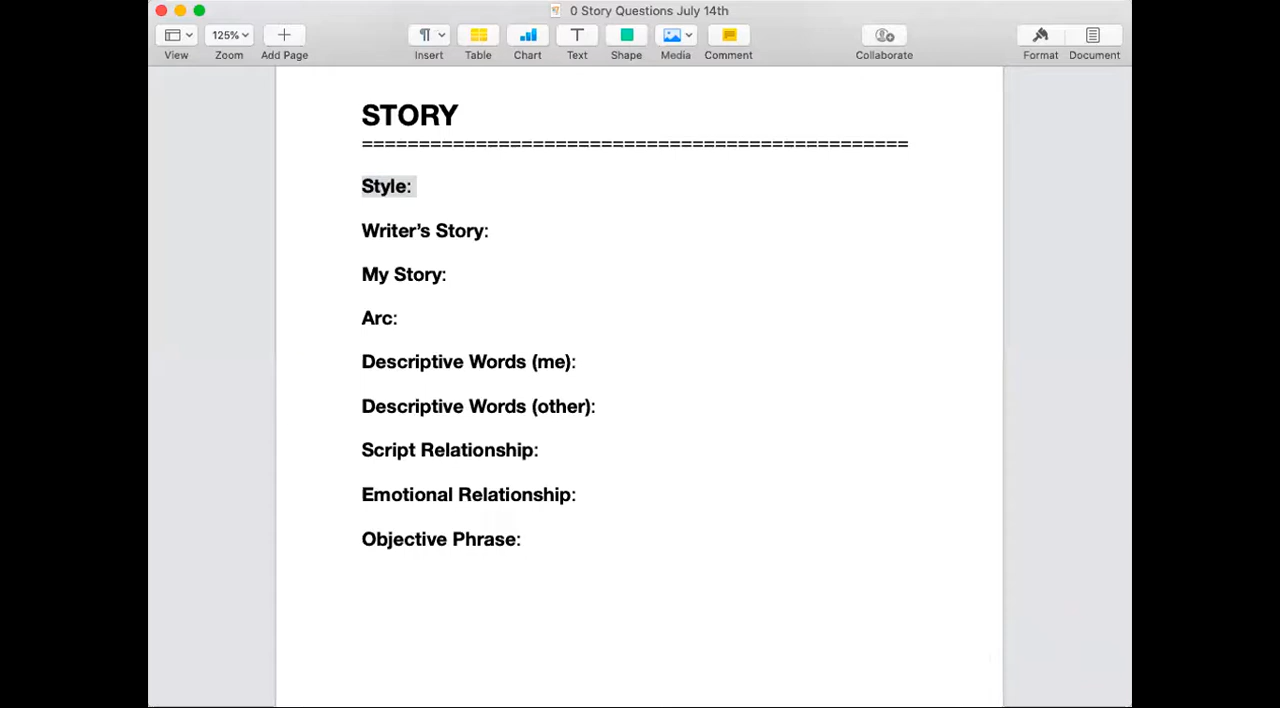 0 Story Questions July 14th
125%
View
Zoom
Add Page
Insert
Table
Chart
Text
Shape
Media
Comment
Collaborate
Format
Document
STORY
================================================
Style:
Writer’s Story:
My Story:
Arc:
Descriptive Words (me):
Descriptive Words (other):
Script Relationship:
Emotional Relationship:
Objective Phrase: